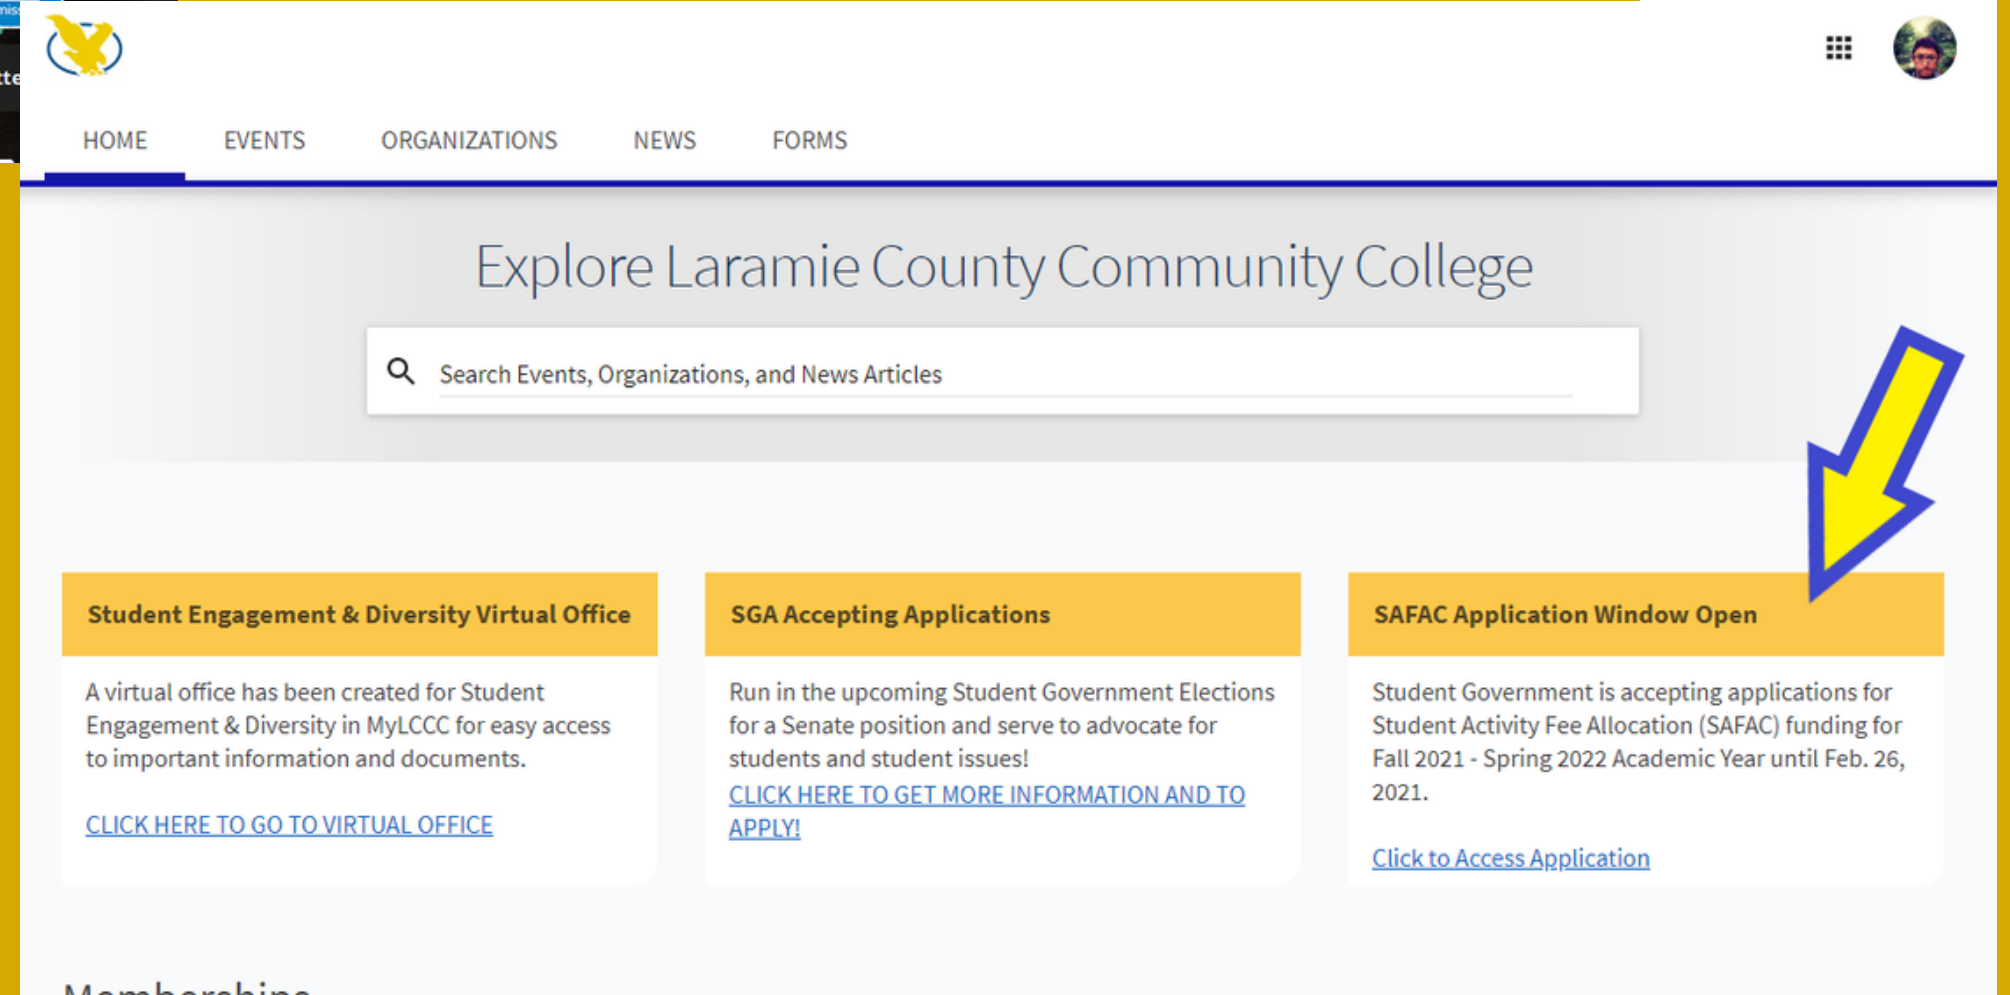 HOME EVENTS ORGANIZATIONS NEWS FORMS
Explore Laramie County Community College
Search Events, Organizations, and News Articles
Student Engagement & Diversity Virtual Office
A virtual office has been created for Student
Engagement & Diversity in MyLCCC for easy access
to important information and documents.
CLICK HERE TO GO TO VIRTUAL OFFICE
SGA Accepting Applications
Run in the upcoming Student Government Elections
for a Senate position and serve to advocate for
students and student issues!
CLICK HERE TO GET MORE INFORMATION AND TO
APPLY!
SAFAC Application Window Open
Student Government is accepting applications for
Student Activity Fee Allocation (SAFAC) funding for
Fall 2021 - Spring 2022 Academic Year until Feb. 26,
2021.
Click to Access Application
Memberships